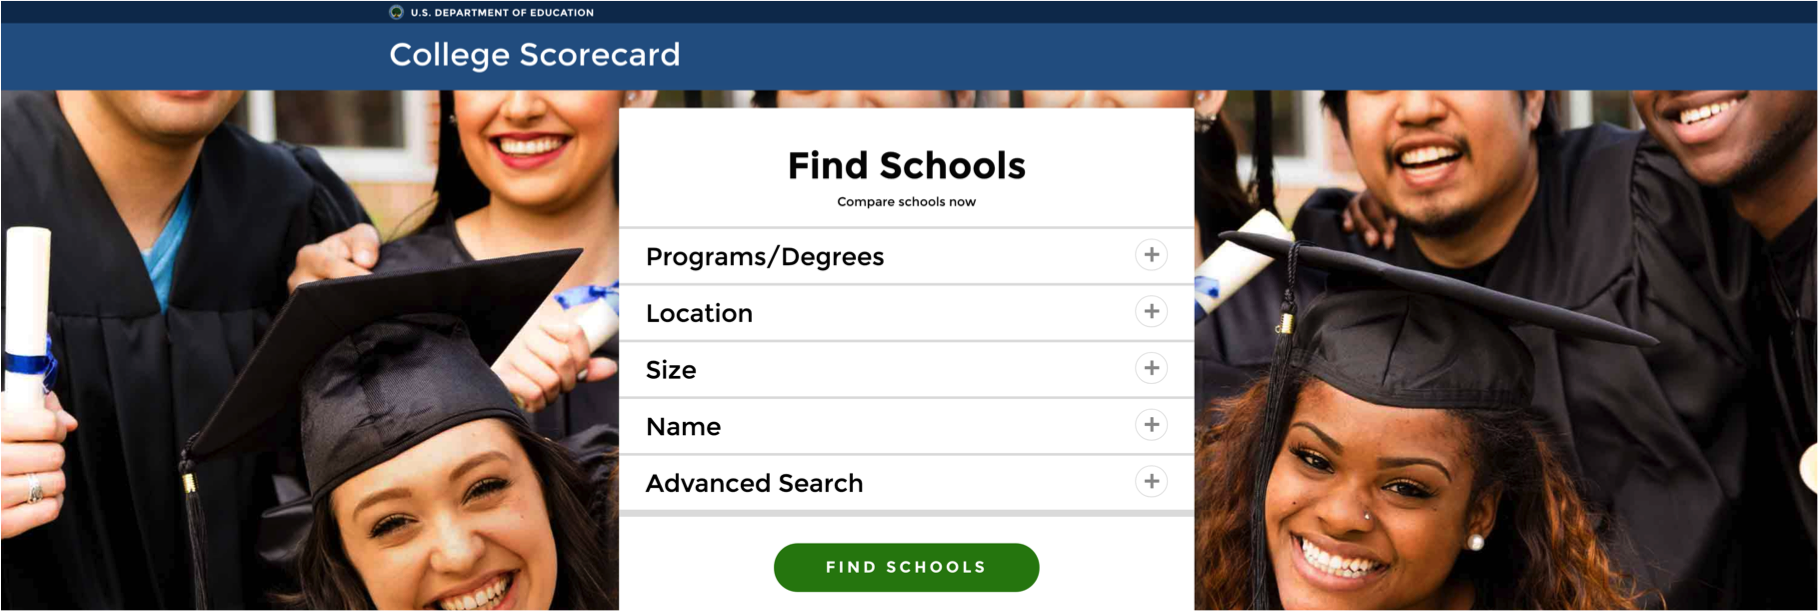 U.S. DEPARTMENT OF EDUCATION
College Scorecard
Find Schools
Compare schools now
Programs/Degrees
Location
Size
Name
Advanced Search
FIND SCHOOLS